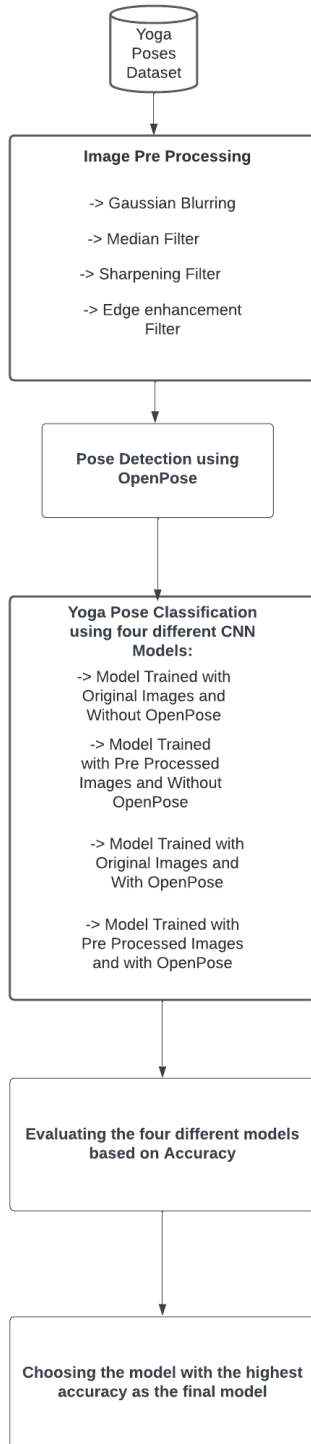 Yoga
Poses
Dataset
Image Pre Processing
-> Gaussian Blurring
-> Median Filter
-> Sharpening Filter
-> Edge enhancement
Filter
Pose Detection using
OpenPose
Yoga Pose Classification
using four different CNN
Models:
-> Model Trained with
Original Images and
Without OpenPose
-> Model Trained
with Pre Processed
Images and Without
OpenPose
-> Model Trained with
Original Images and
With OpenPose
-> Model Trained with
Pre Processed Images
and with OpenPose
Evaluating the four different models
based on Accuracy
Choosing the model with the highest
accuracy as the final model